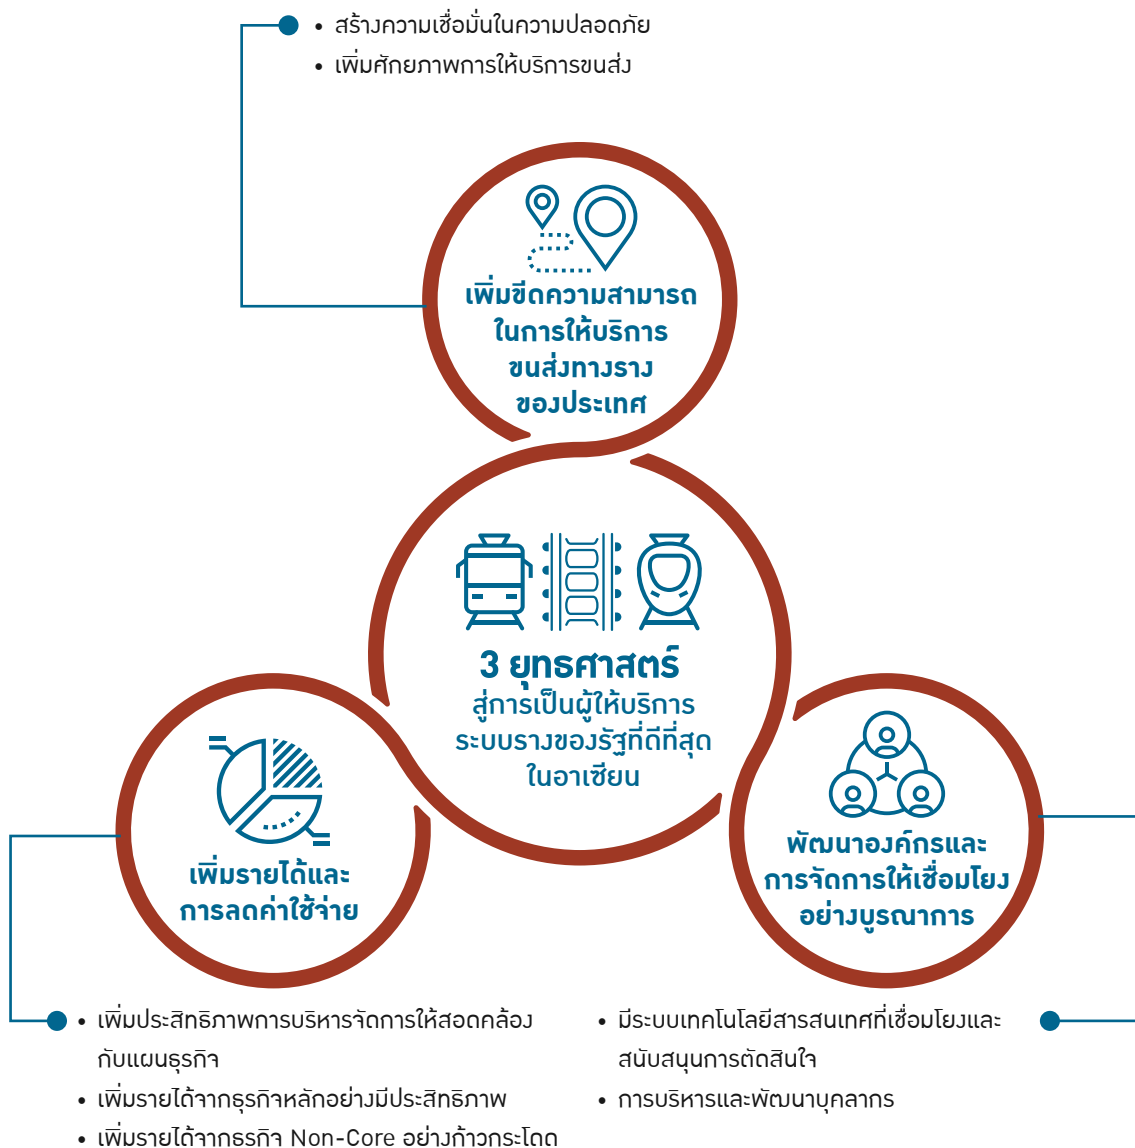 • สร้างความเชื่อมั่นในความปลอดภัย
• เพิ่มศักยภาพการให้บริการขนส่ง
เพิ่มขีดความสามารถ
ในการให้บริการ
ขนส่งทางราง
ของประเทศ
3 ยุทธศาสตร์
สู่การเป็นผู้ให้บริการ
ระบบรางของรัฐที่ดีที่สุด
ในอาเซียน
เพิ่มรายได้และ
การลดค่าใช้จ่าย
พัฒนาองค์กรและ
การจัดการให้เชื่อมโยง
อย่างบูรณาการ
• เพิ่มประสิทธิภาพการบริหารจัดการให้สอดคล้อง
กับแผนธุรกิจ
• เพิ่มรายได้จากธุรกิจหลักอย่างมีประสิทธิภาพ
• เพิ่มรายได้จากธุรกิจ Non-Core อย่างก้าวกระโดด
• มีระบบเทคโนโลยีสารสนเทศที่เชื่อมโยงและ
สนับสนุนการตัดสินใจ
• การบริหารและพัฒนาบุคลากร